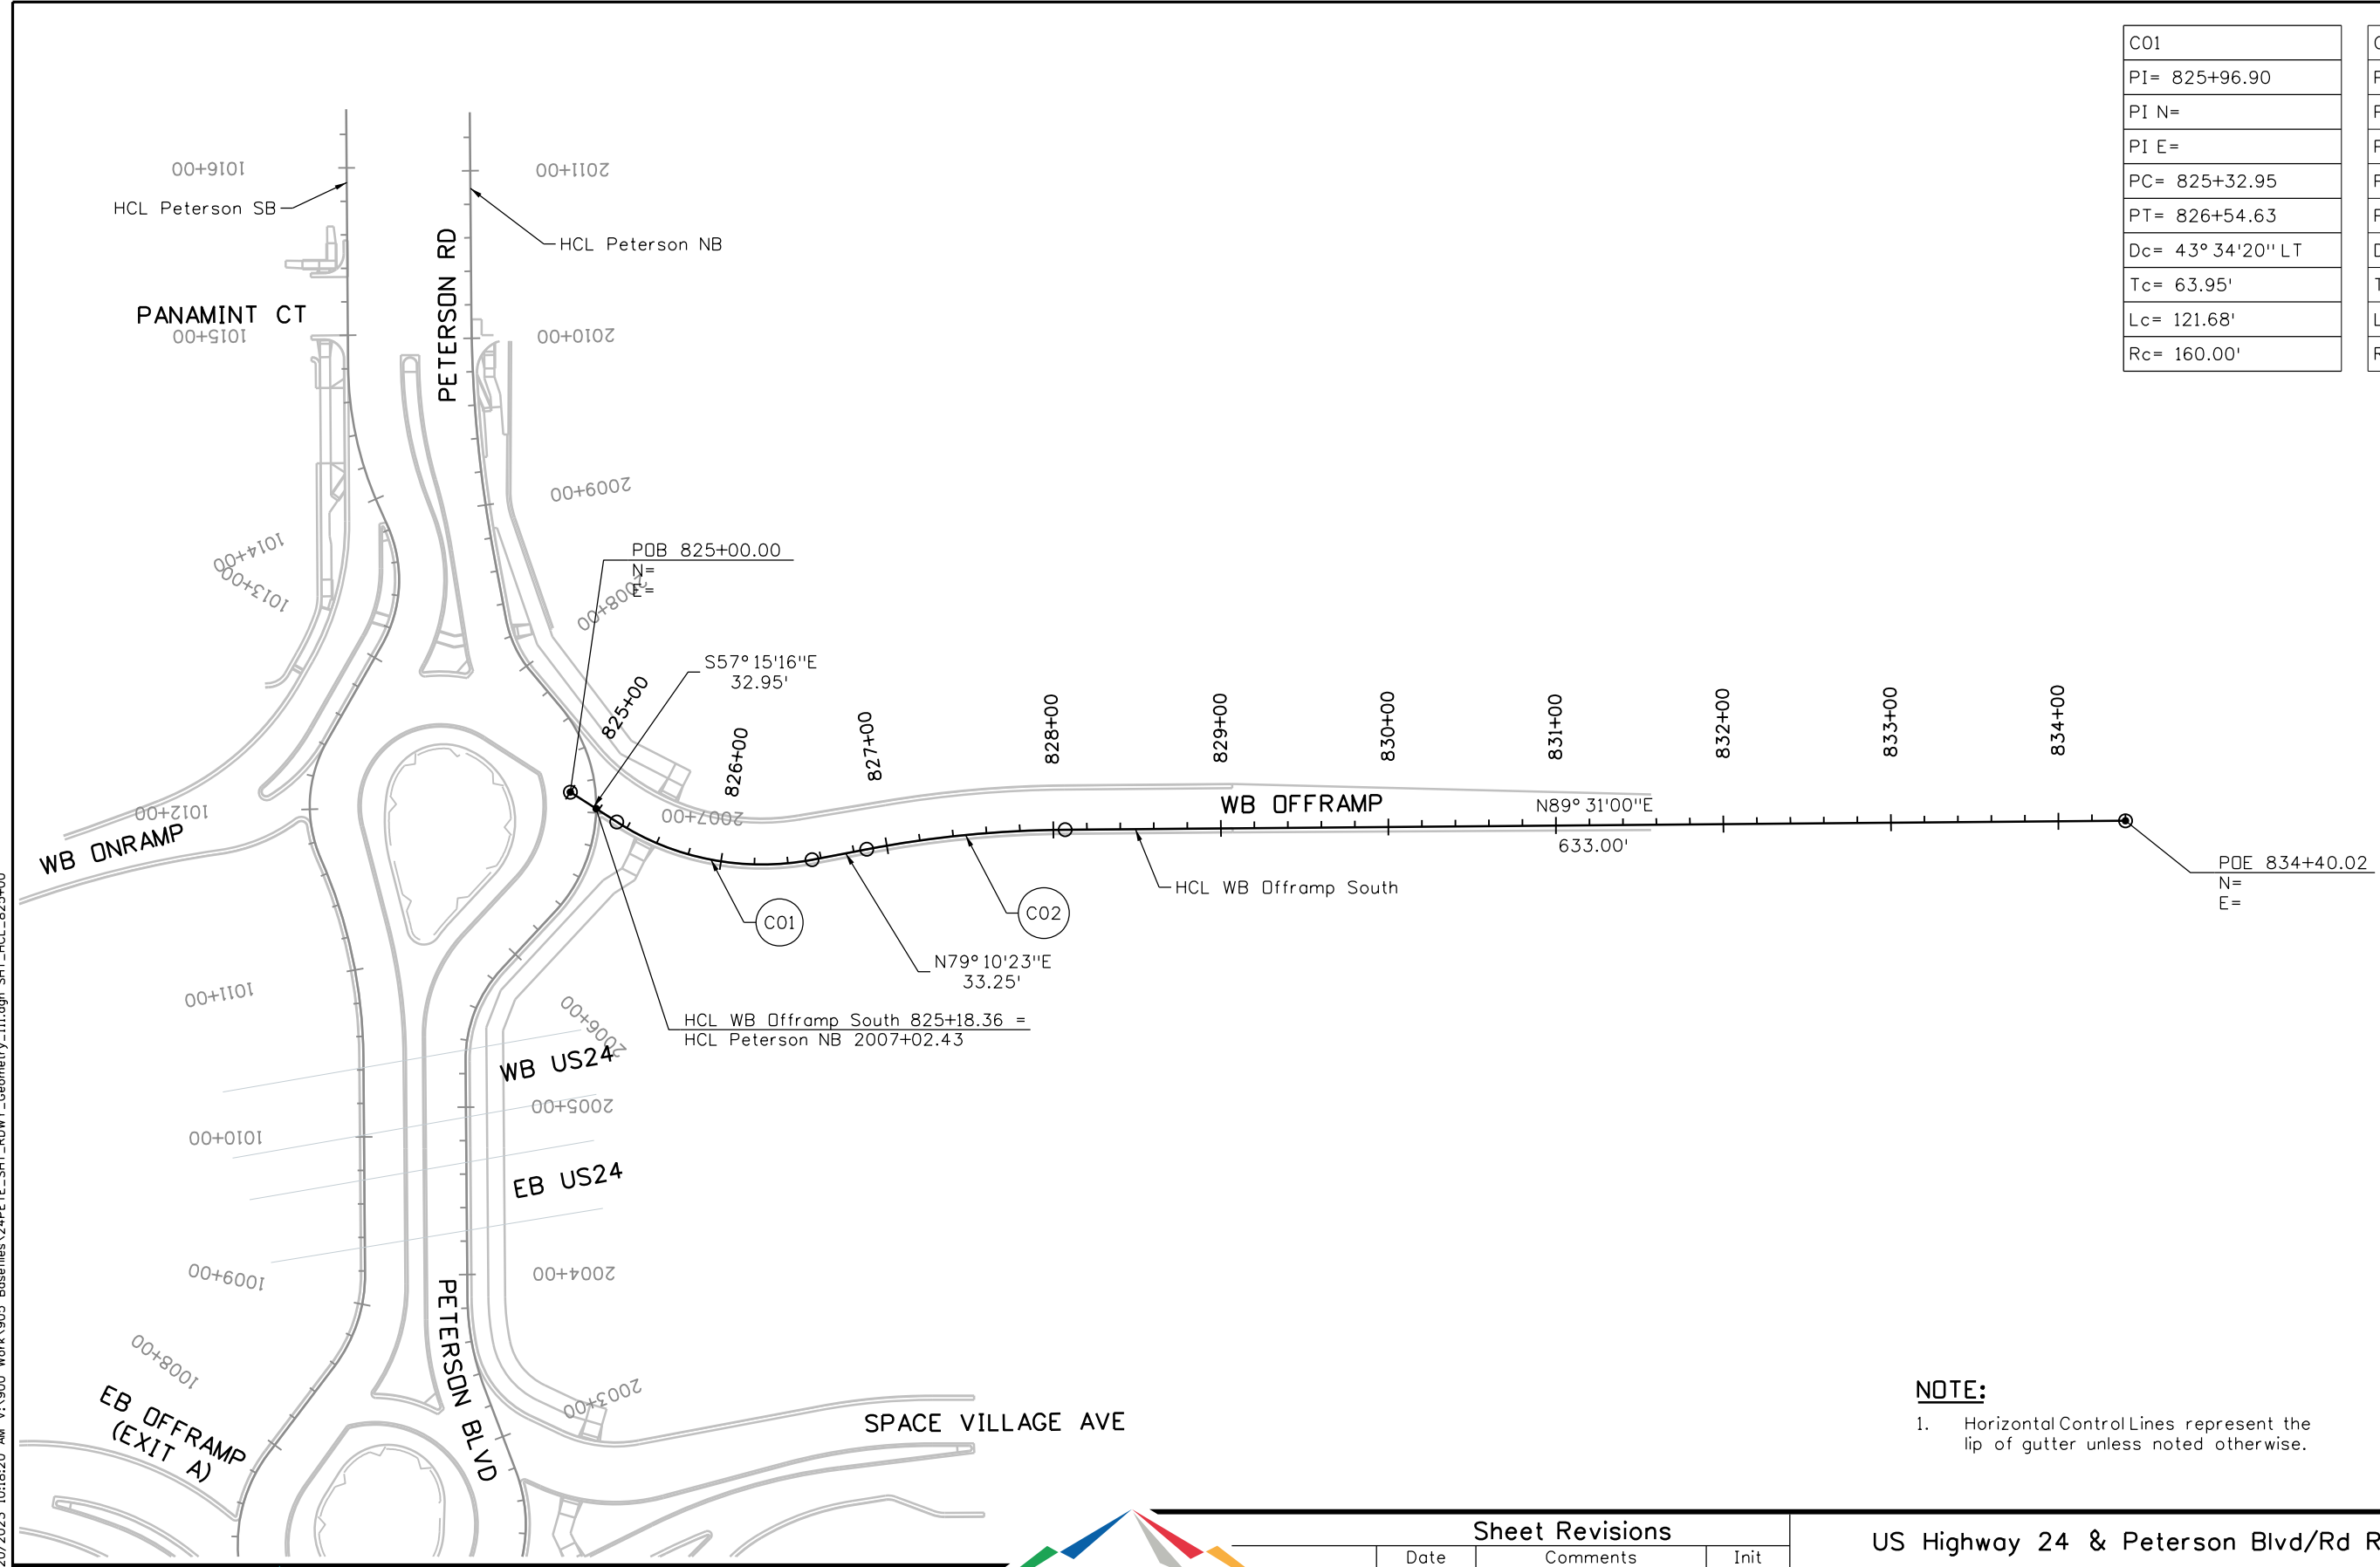 C01
PI= 825+96.90
PI N=
PI E=
PC= 825+32.95
PT= 826+54.63
Dc= 43° 34'20" LT
Tc= 63.95'
Lc= 121.68'
Rc= 160.00'
1016+00
2011+00
HCL Peterson SB
HCL Peterson NB
PETERSON RD
PANAMINT CT
1015+00
2010+00
2009+00
1014+00
1013+00
POB 825+00.00
N=
E=
2008+00
S57° 15'16"E
32.95'
825+00
826+00
827+00
828+00
829+00
830+00
831+00
832+00
833+00
834+00
1012+00
2007+00
WB OFFRAMP
N89° 31'00"E
633.00'
WB ONRAMP
POE 834+40.02
N=
E=
HCL WB Offramp South
C01
C02
N79° 10'23"E
33.25'
1011+00
2006+00
HCL WB Offramp South 825+18.36 =
HCL Peterson NB 2007+02.43
WB US24
2005+00
1010+00
EB US24
1009+00
2004+00
PETERSON BLVD
1008+00
2003+00
EB OFFRAMP
(EXIT A)
SPACE VILLAGE AVE
NOTE:
1. Horizontal Control Lines represent the
lip of gutter unless noted otherwise.
Sheet Revisions
Date Comments Init
US Highway 24 & Peterson Blvd/Rd